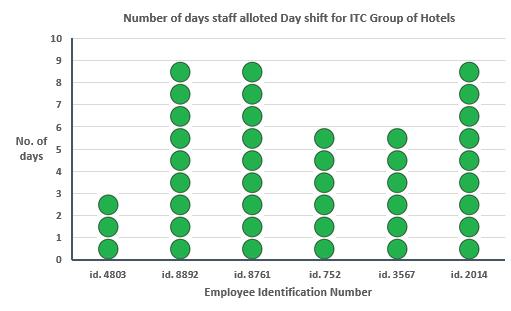 Number of days staff alloted Day shift for ITC Group of Hotels
10
9
8
7
6
5
4
3
2
1
0
No. of
days
id. 4803 id. 8892 id. 8761 id. 752 id. 3567 id. 2014
Employee Identification Number